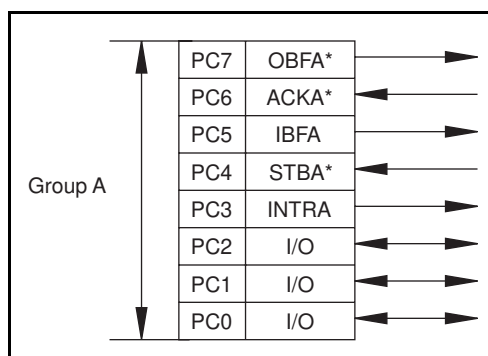 PC7 OBFA*
PC6 ACKA*
PC5 IBFA
PC4 STBA*
Group A
PC3 INTRA
PC2 I/O
PC1 I/O
PC0 I/O